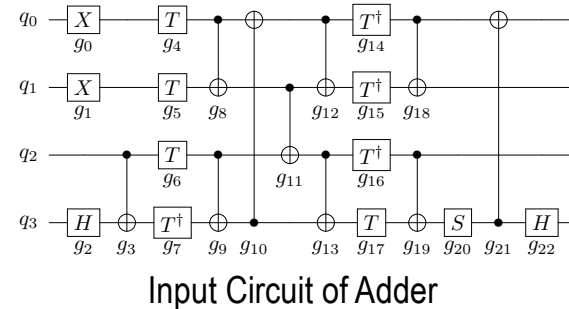 q₀ X T T†
g₀ g₄ g₁₄
q₁ X T T†
g₁ g₅ g₈ g₁₂ g₁₅ g₁₈
q₂ T T†
g₆ g₁₁ g₁₆
q₃ H T† T S H
g₂ g₃ g₇ g₉ g₁₀ g₁₃ g₁₇ g₁₉ g₂₀ g₂₁ g₂₂
Input Circuit of Adder